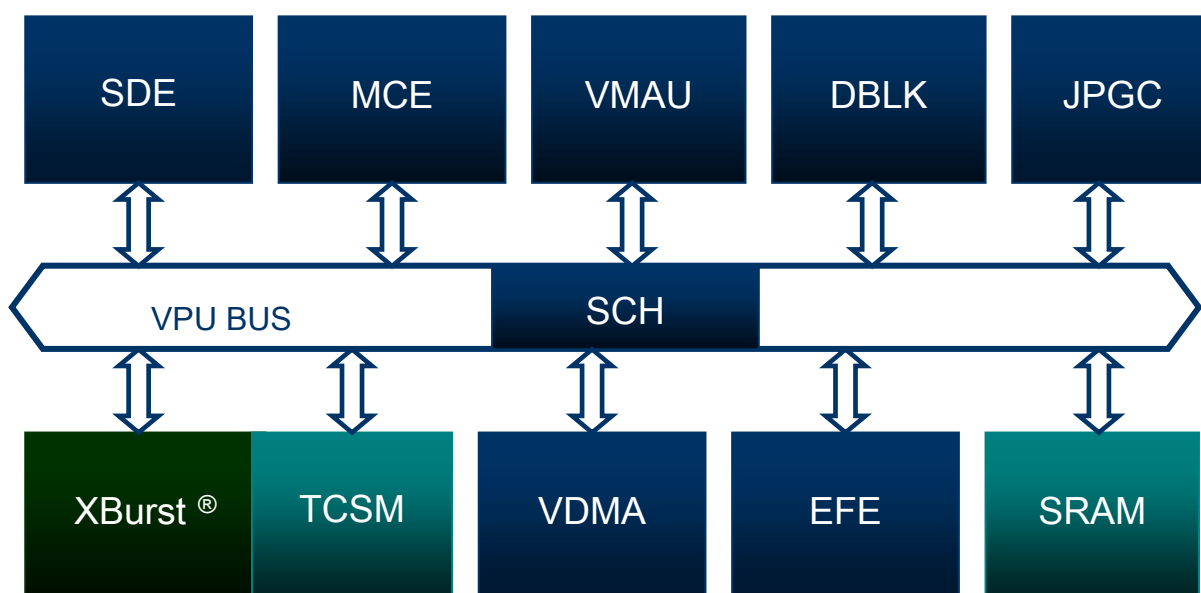 SDE
MCE
VMAU
DBLK
JPGC
VPU BUS
SCH
XBurst ®
TCSM
VDMA
EFE
SRAM